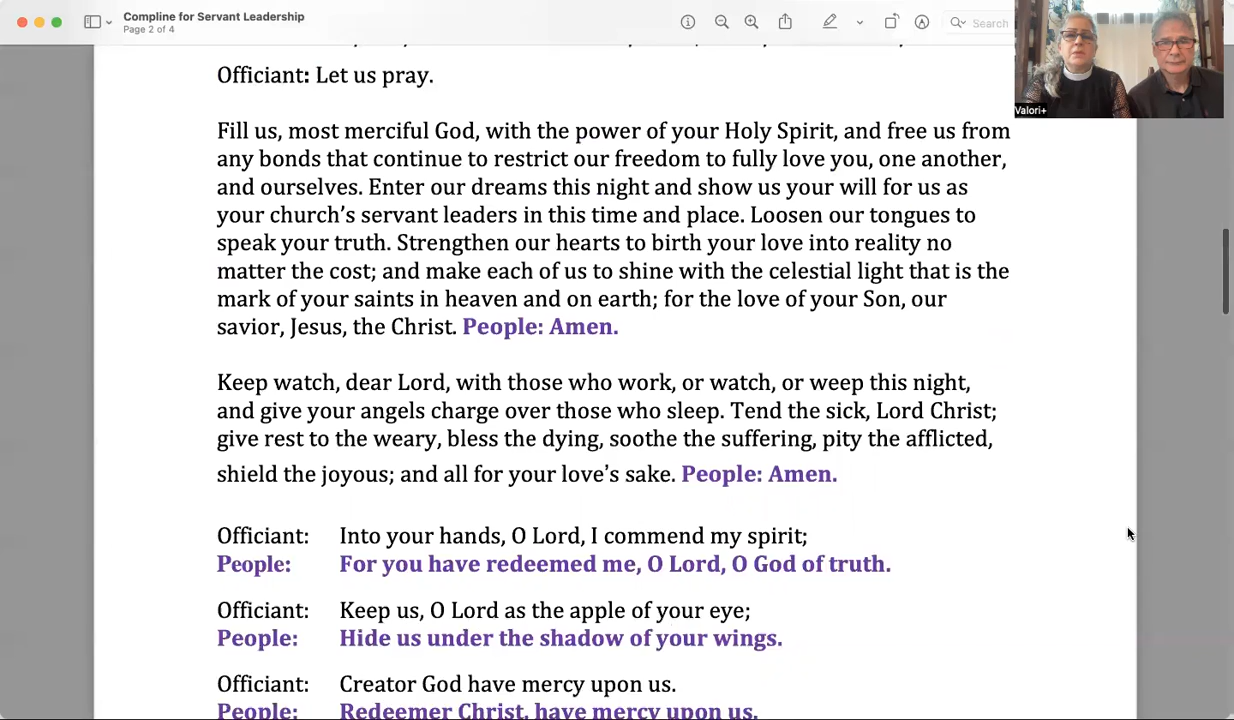 Compline for Servant Leadership
Page 2 of 4
Search
Valori+
Officiant: Let us pray.
Fill us, most merciful God, with the power of your Holy Spirit, and free us from
any bonds that continue to restrict our freedom to fully love you, one another,
and ourselves. Enter our dreams this night and show us your will for us as
your church’s servant leaders in this time and place. Loosen our tongues to
speak your truth. Strengthen our hearts to birth your love into reality no
matter the cost; and make each of us to shine with the celestial light that is the
mark of your saints in heaven and on earth; for the love of your Son, our
savior, Jesus, the Christ. People: Amen.
Keep watch, dear Lord, with those who work, or watch, or weep this night,
and give your angels charge over those who sleep. Tend the sick, Lord Christ;
give rest to the weary, bless the dying, soothe the suffering, pity the afflicted,
shield the joyous; and all for your love’s sake. People: Amen.
Officiant: Into your hands, O Lord, I commend my spirit;
People: For you have redeemed me, O Lord, O God of truth.
Officiant: Keep us, O Lord as the apple of your eye;
People: Hide us under the shadow of your wings.
Officiant: Creator God have mercy upon us.
People: Redeemer Christ, have mercy upon us.